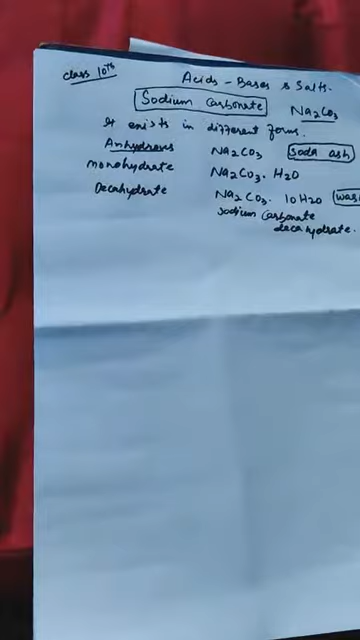 class 10th
Acids - Bases & Salts.
Sodium Carbonate Na2CO3
It exists in different forms.
Anhydrous Na2CO3 Soda ash
Monohydrate Na2CO3. H2O
Decahydrate Na2CO3. 10H2O was
Sodium Carbonate
decahydrate.